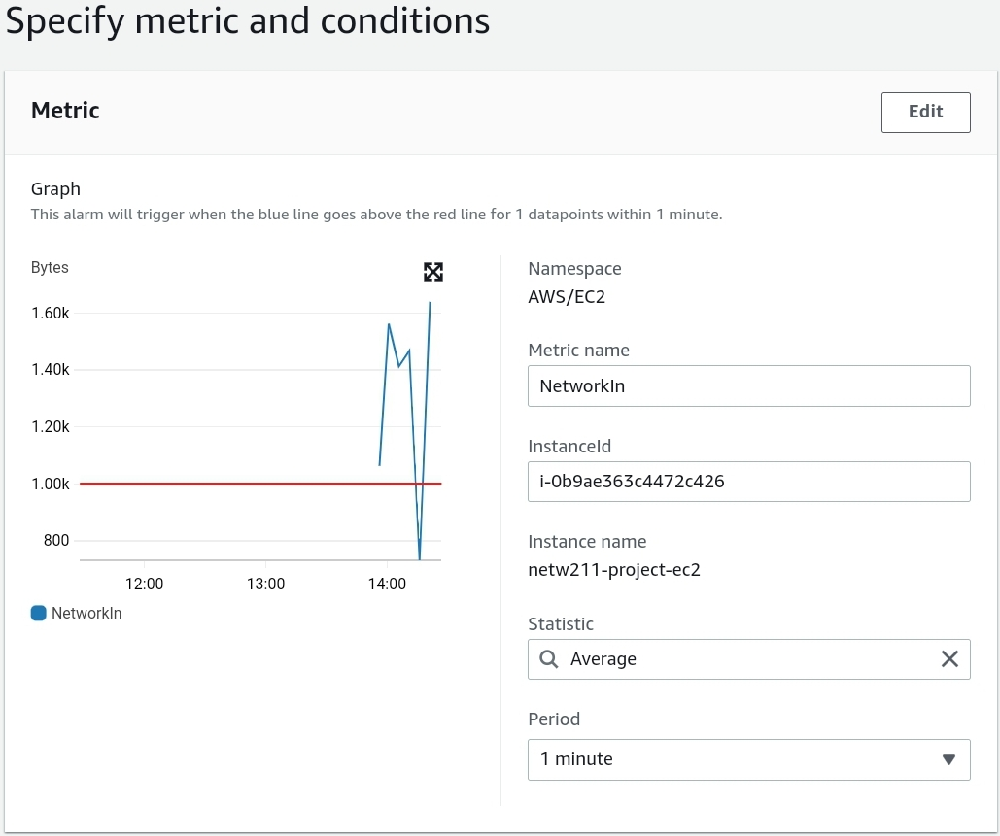 Specify metric and conditions
Metric
Edit
Graph
This alarm will trigger when the blue line goes above the red line for 1 datapoints within 1 minute.
Bytes
1.60k
1.40k
1.20k
1.00k
800
12:00
13:00
14:00
NetworkIn
Namespace
AWS/EC2
Metric name
NetworkIn
InstanceId
i-0b9ae363c4472c426
Instance name
netw211-project-ec2
Statistic
Average
Period
1 minute